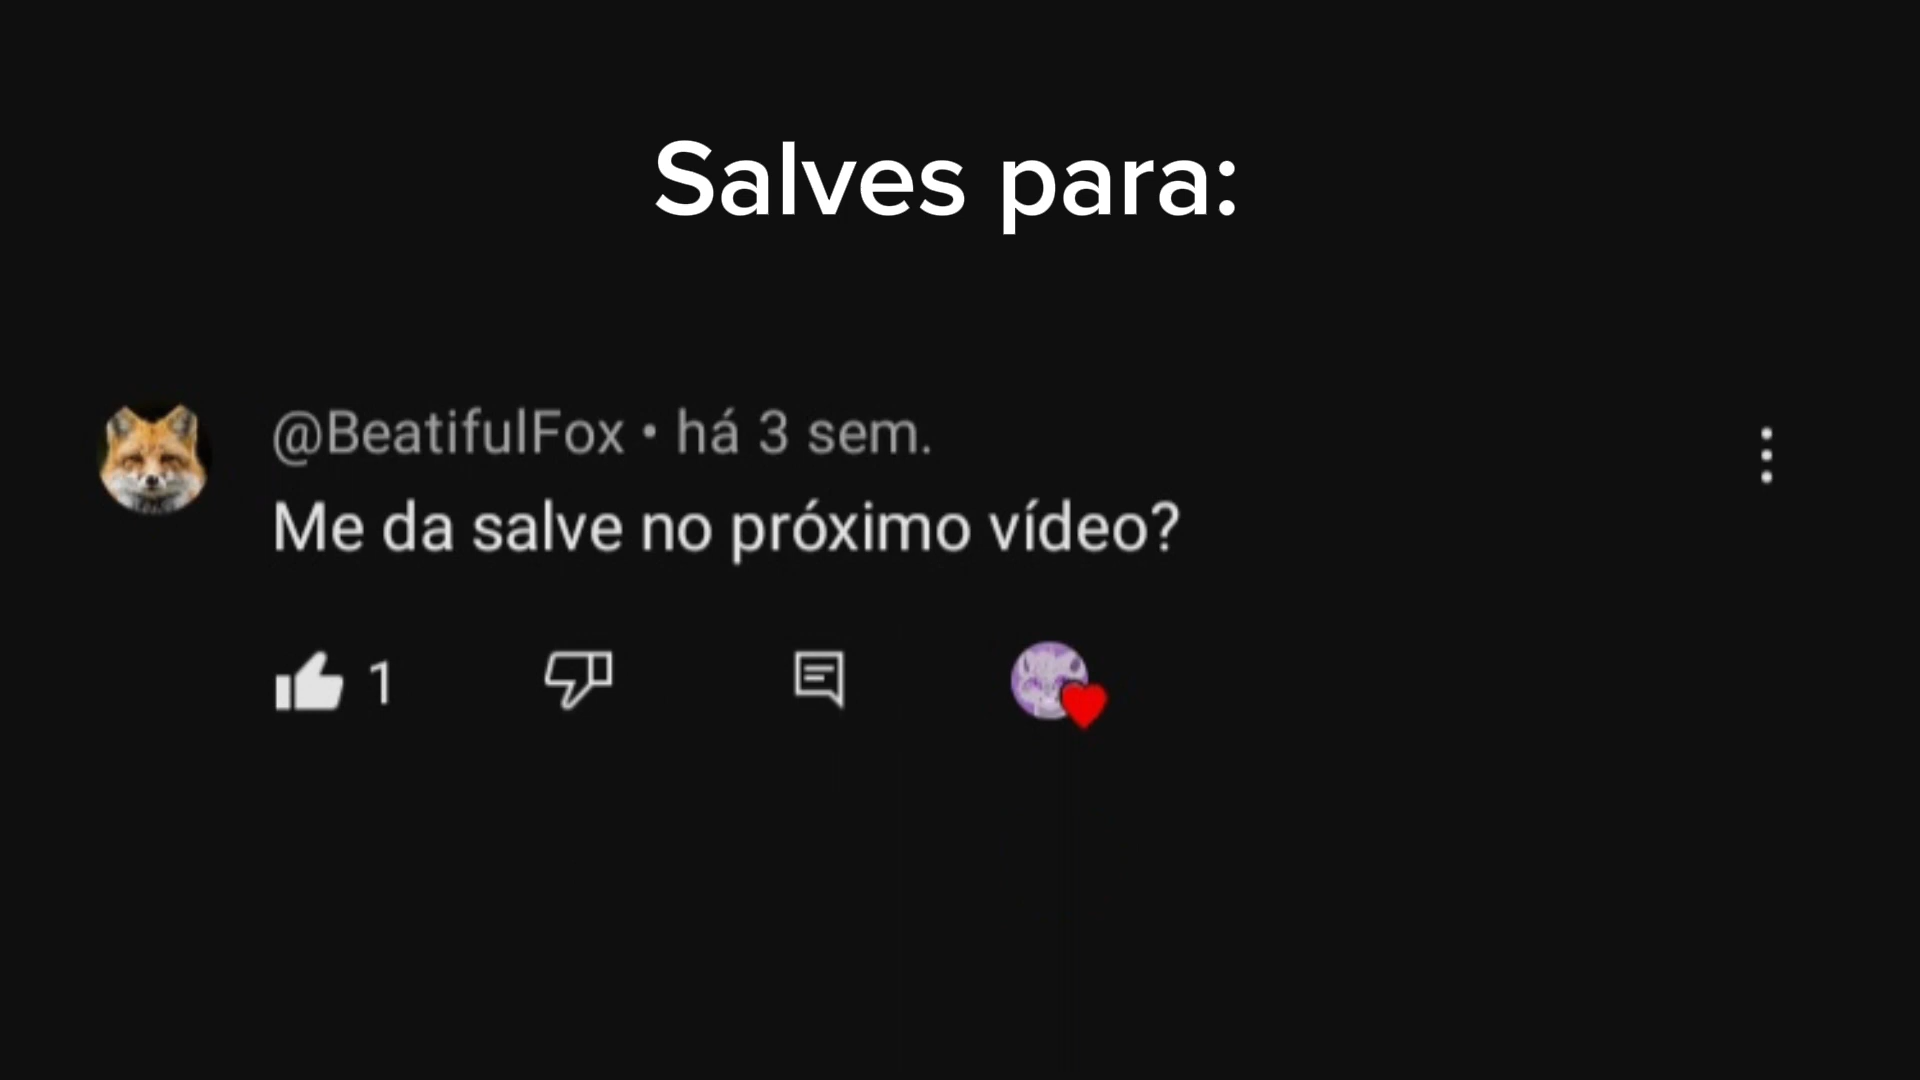 Salves para:
@BeatifulFox • há 3 sem.
Me da salve no próximo vídeo?
1